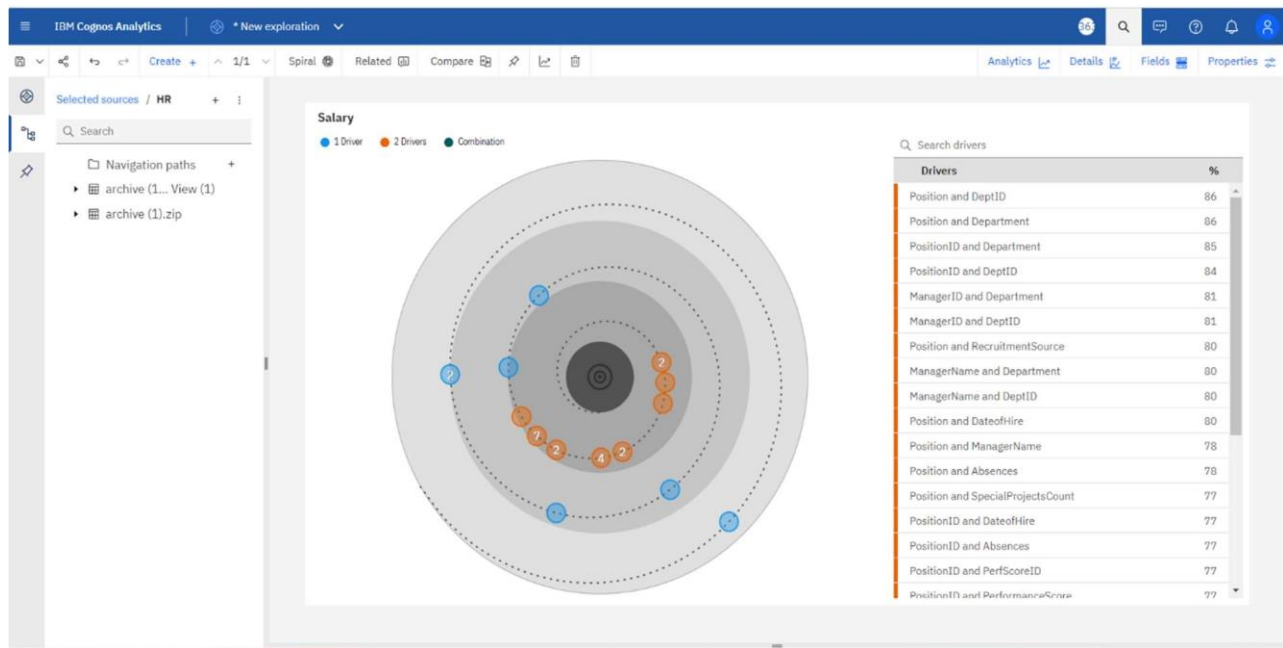 IBM Cognos Analytics
* New exploration
Create +
1/1
Spiral
Related
Compare
Analytics
Details
Fields
Properties
Selected sources / HR
Search
Navigation paths
archive (1... View (1)
archive (1).zip
Salary
1 Driver
2 Drivers
Combination
2
7
2
4
2
Search drivers
Drivers %
Position and DeptID 86
Position and Department 86
PositionID and Department 85
PositionID and DeptID 84
ManagerID and Department 81
ManagerID and DeptID 81
Position and RecruitmentSource 80
ManagerName and Department 80
ManagerName and DeptID 80
Position and DateofHire 80
Position and ManagerName 78
Position and Absences 78
Position and SpecialProjectsCount 77
PositionID and DateofHire 77
PositionID and Absences 77
PositionID and PerfScoreID 77
PositionID and PerformanceScore 77